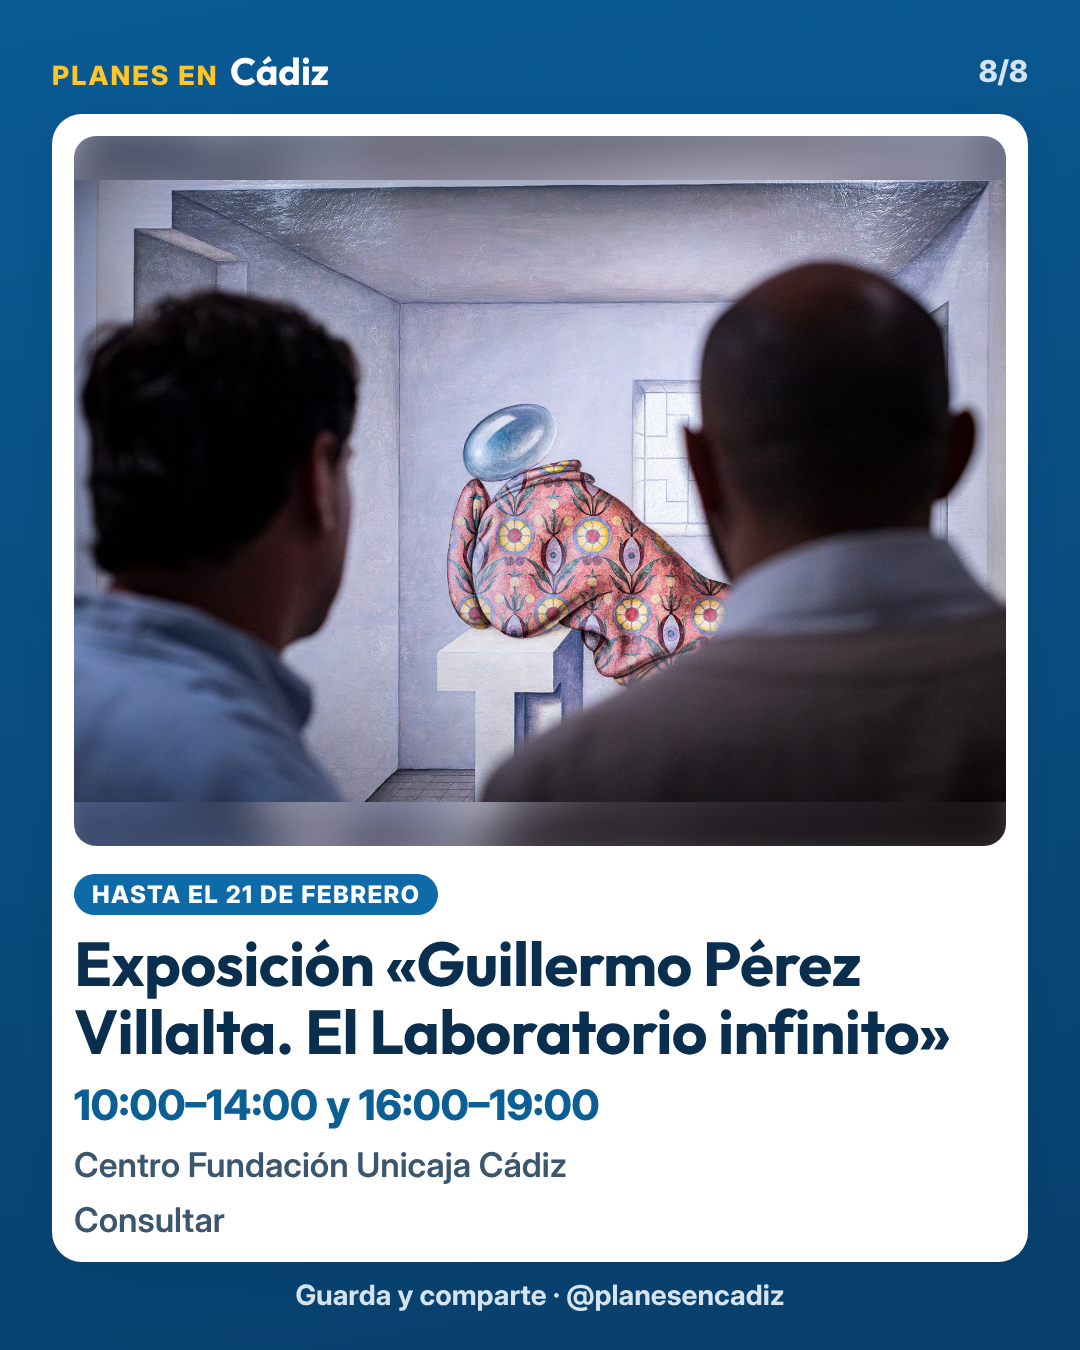 PLANES EN Cádiz
8/8
HASTA EL 21 DE FEBRERO
Exposición «Guillermo Pérez
Villalta. El Laboratorio infinito»
10:00–14:00 y 16:00–19:00
Centro Fundación Unicaja Cádiz
Consultar
Guarda y comparte · @planesencadiz